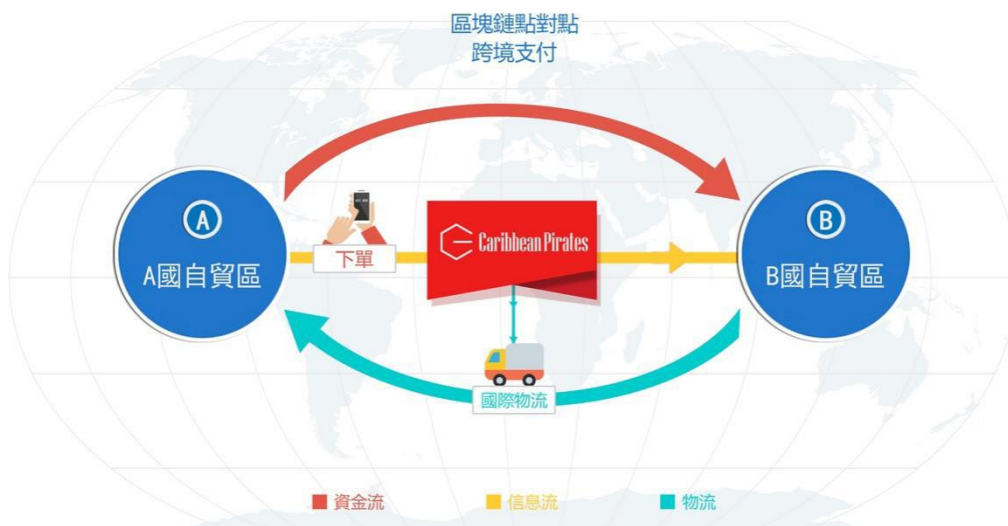 區塊鏈點對點
跨境支付
A
A國自貿區
下單
Caribbean Pirates
B
B國自貿區
國際物流
資金流
信息流
物流